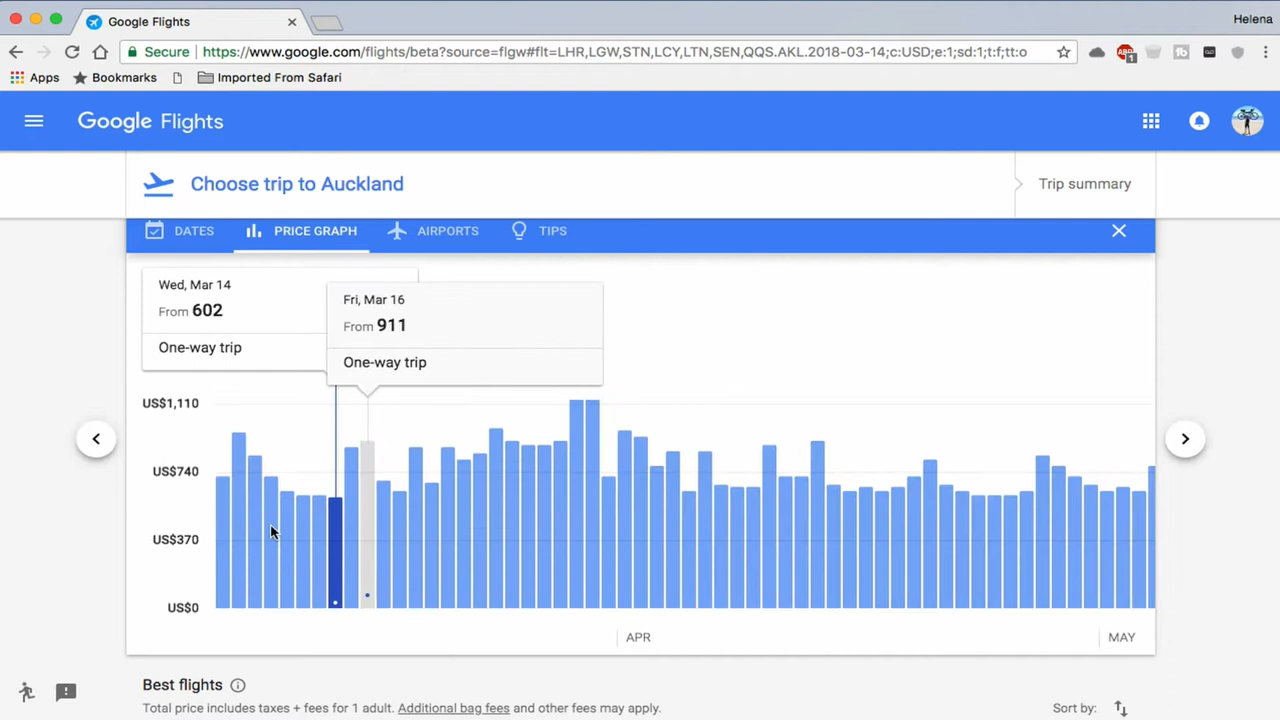 Google Flights
Helena
Secure https://www.google.com/flights/beta?source=flgw#flt=LHR,LGW,STN,LCY,LTN,SEN,QQS.AKL.2018-03-14;c:USD;e:1;sd:1;t:f;tt:o
1
Apps Bookmarks Imported From Safari
Google Flights
Choose trip to Auckland
Trip summary
DATES PRICE GRAPH AIRPORTS TIPS
Wed, Mar 14
From 602
One-way trip
Fri, Mar 16
From 911
One-way trip
US$1,110
US$740
US$370
US$0
APR MAY
Best flights
Total price includes taxes + fees for 1 adult. Additional bag fees and other fees may apply.
Sort by: